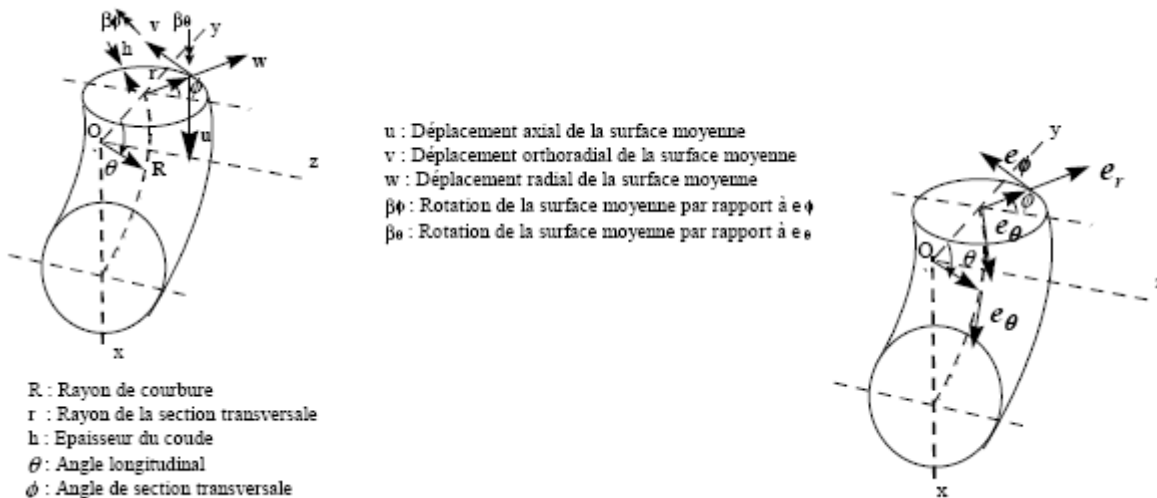 βϕ v βθ y
h
r w
ϕ
O u
z
θ R
x
R : Rayon de courbure
r : Rayon de la section transversale
h : Epaisseur du coude
θ : Angle longitudinal
ϕ : Angle de section transversale
u : Déplacement axial de la surface moyenne
v : Déplacement orthoradial de la surface moyenne
w : Déplacement radial de la surface moyenne
βϕ : Rotation de la surface moyenne par rapport à eϕ
βθ : Rotation de la surface moyenne par rapport à eθ
y
eϕ
er
ϕ
eθ
O θ
eθ
x